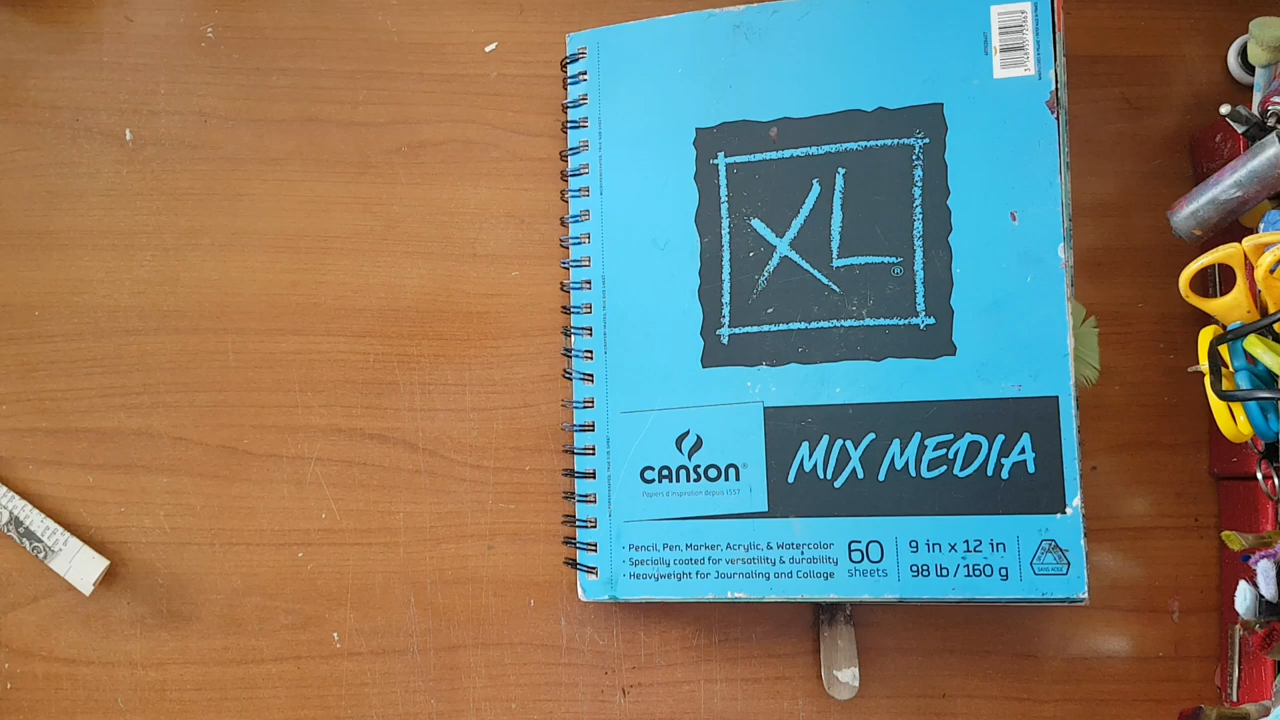 XL®
CANSON®
Papiers d'inspiration depuis 1557
MIX MEDIA
• Pencil, Pen, Marker, Acrylic, & Watercolor
• Specially coated for versatility & durability
• Heavyweight for Journaling and Collage
60
sheets
9 in x 12 in
98 lb / 160 g
SANS ACIDE